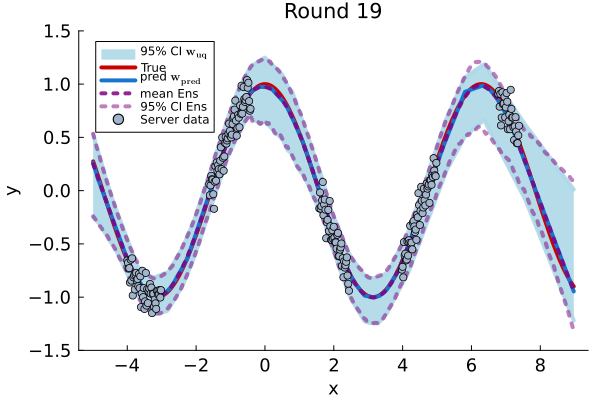 Round 19
1.5
1.0
0.5
0.0
−0.5
−1.0
−1.5
y
95% CI w_uq
True
pred w_pred
mean Ens
95% CI Ens
Server data
−4 −2 0 2 4 6 8
x